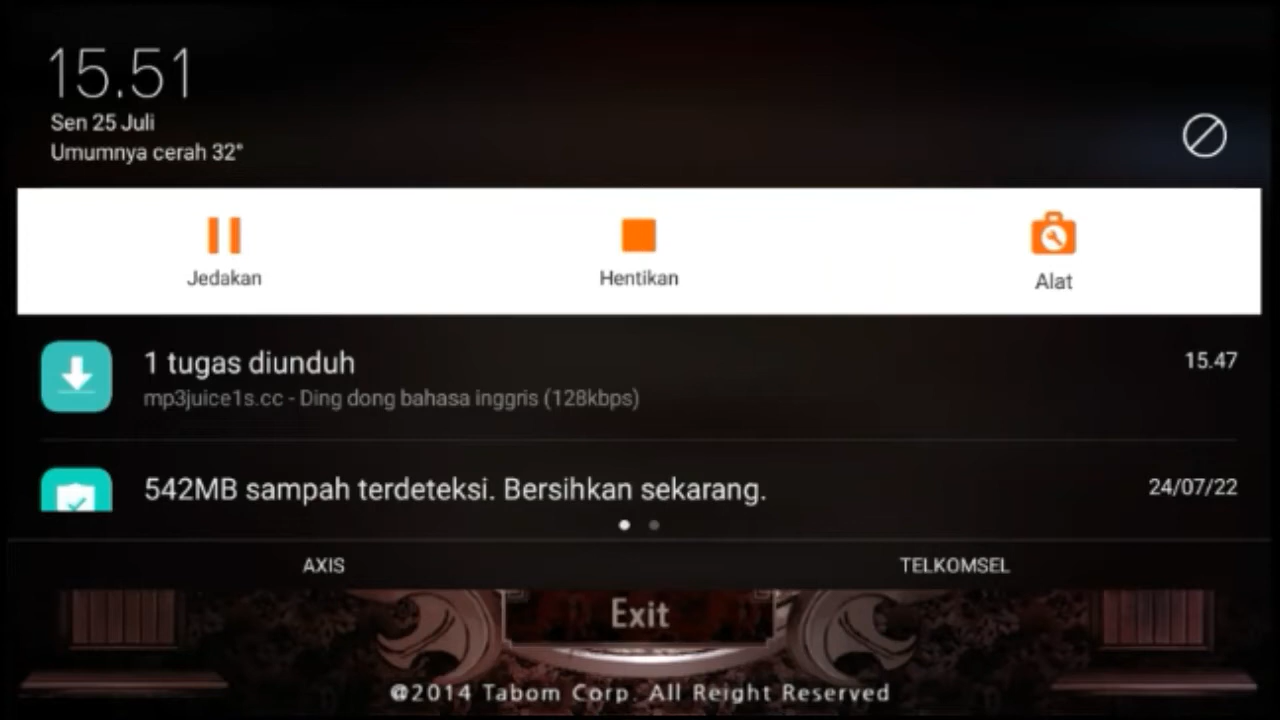 15.51
Sen 25 Juli
Umumnya cerah 32°
Jedakan
Hentikan
Alat
1 tugas diunduh
15.47
mp3juice1s.cc - Ding dong bahasa inggris (128kbps)
542MB sampah terdeteksi. Bersihkan sekarang.
24/07/22
AXIS
TELKOMSEL
Exit
@2014 Tabom Corp. All Reight Reserved